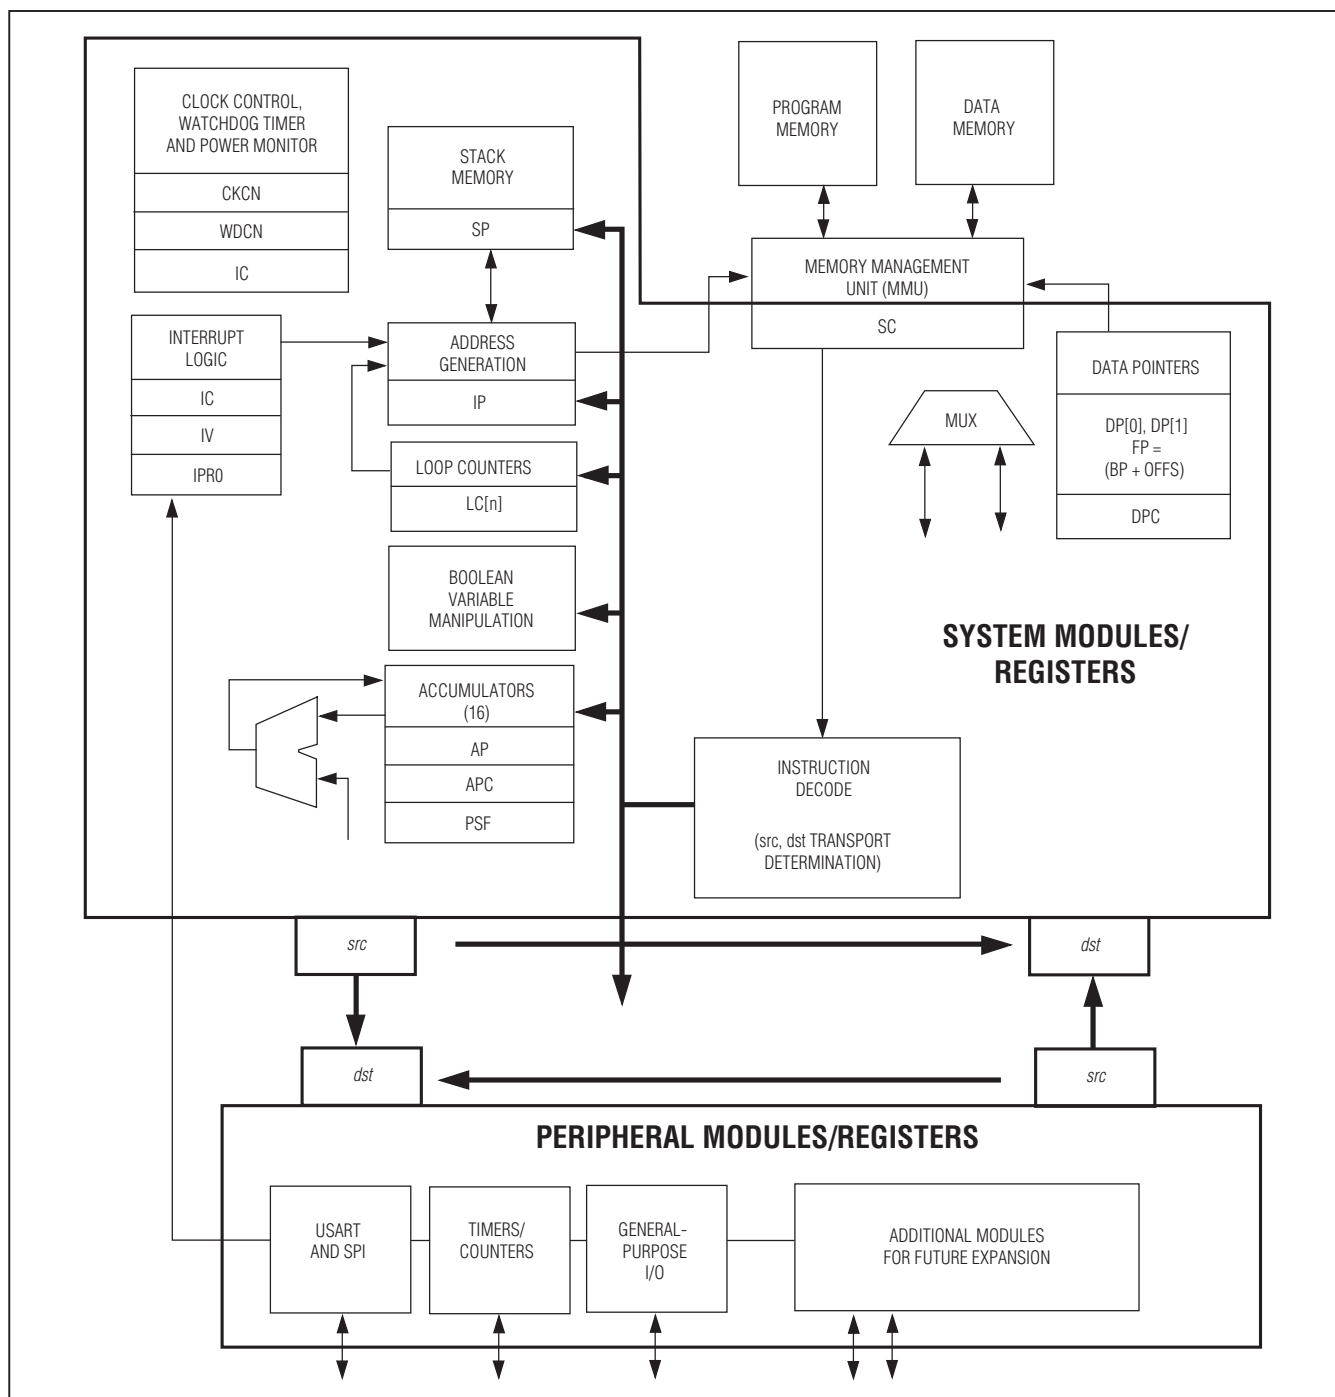 CLOCK CONTROL,
WATCHDOG TIMER
AND POWER MONITOR
CKCN
WDCN
IC
STACK
MEMORY
SP
PROGRAM
MEMORY
DATA
MEMORY
MEMORY MANAGEMENT
UNIT (MMU)
SC
INTERRUPT
LOGIC
IC
IV
IPR0
ADDRESS
GENERATION
IP
LOOP COUNTERS
LC[n]
DATA POINTERS
DP[0], DP[1]
FP =
(BP + OFFS)
DPC
MUX
BOOLEAN
VARIABLE
MANIPULATION
SYSTEM MODULES/
REGISTERS
ACCUMULATORS
(16)
AP
APC
PSF
INSTRUCTION
DECODE
(src, dst TRANSPORT
DETERMINATION)
src
dst
dst
src
PERIPHERAL MODULES/REGISTERS
USART
AND SPI
TIMERS/
COUNTERS
GENERAL-
PURPOSE
I/O
ADDITIONAL MODULES
FOR FUTURE EXPANSION